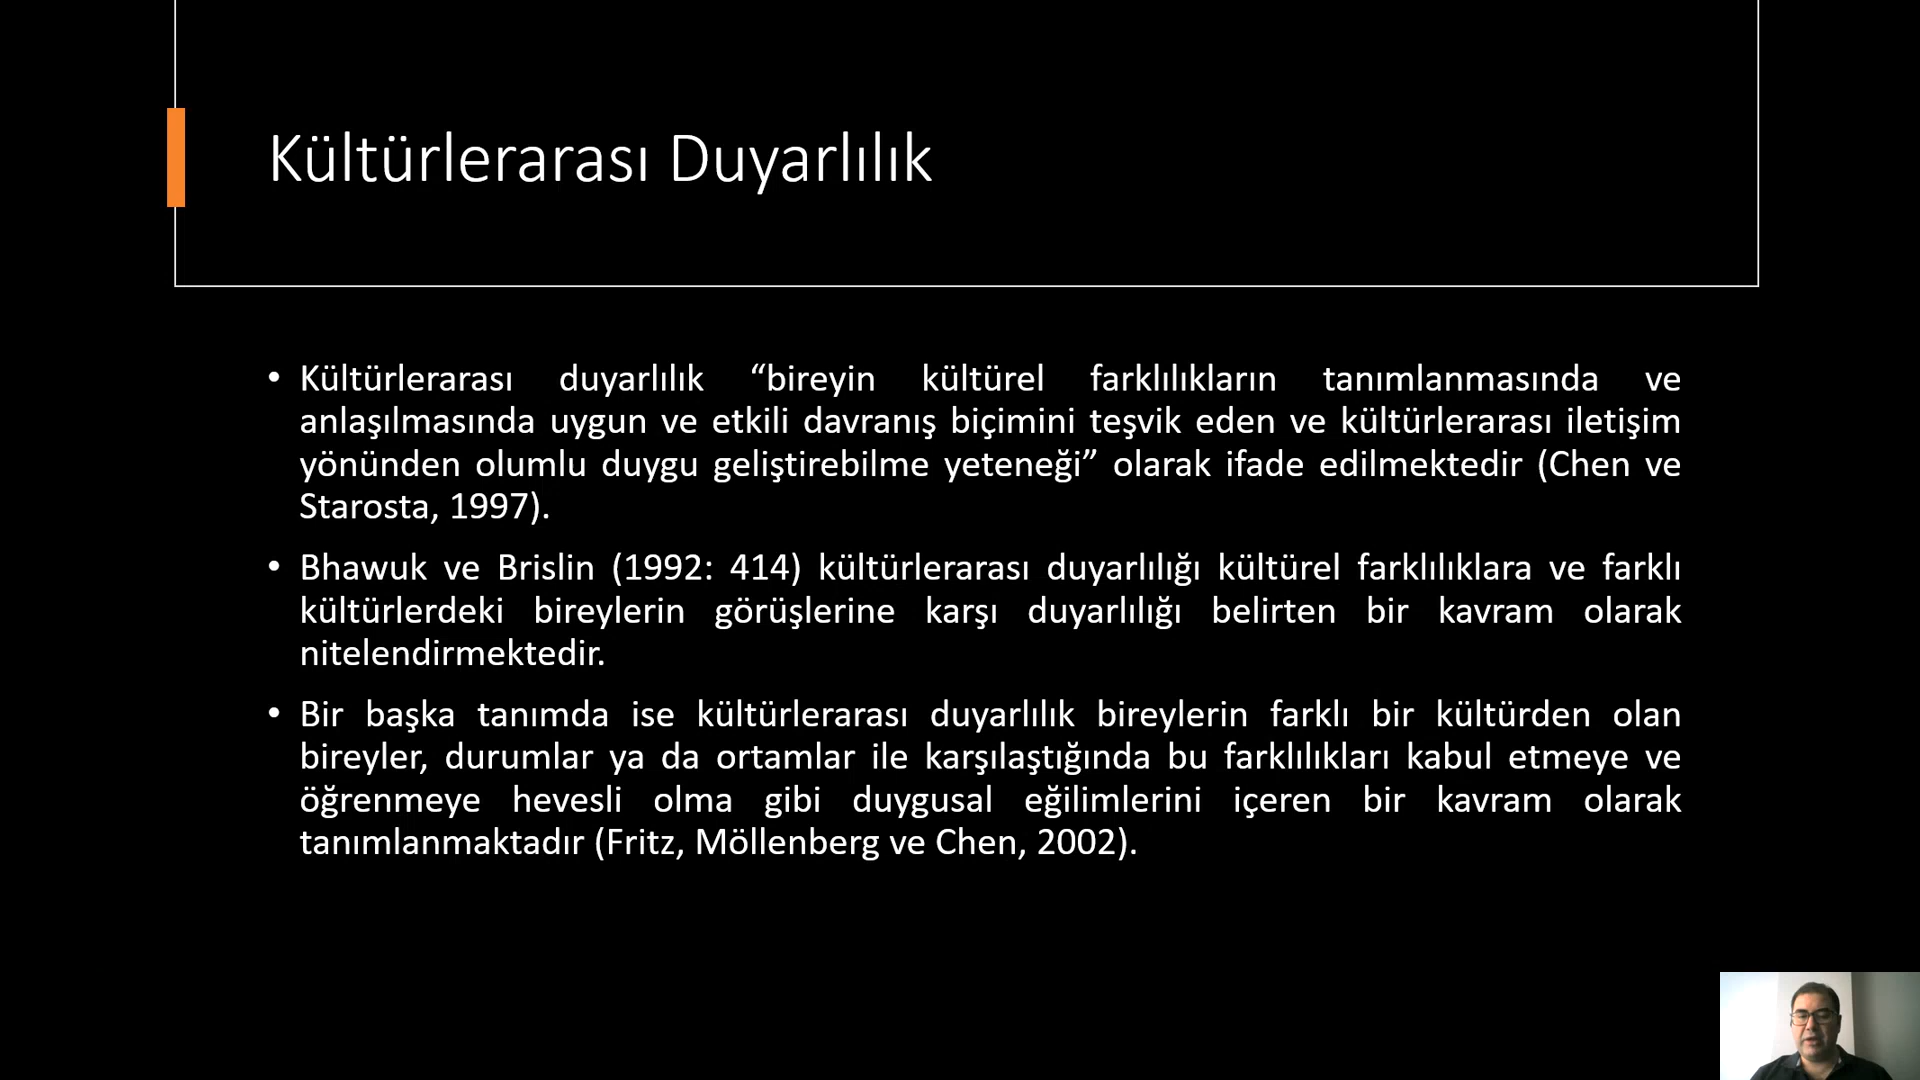 Kültürlerarası Duyarlılık
• Kültürlerarası duyarlılık “bireyin kültürel farklılıkların tanımlanmasında ve
anlaşılmasında uygun ve etkili davranış biçimini teşvik eden ve kültürlerarası iletişim
yönünden olumlu duygu geliştirebilme yeteneği” olarak ifade edilmektedir (Chen ve
Starosta, 1997).
• Bhawuk ve Brislin (1992: 414) kültürlerarası duyarlılığı kültürel farklılıklara ve farklı
kültürlerdeki bireylerin görüşlerine karşı duyarlılığı belirten bir kavram olarak
nitelendirmektedir.
• Bir başka tanımda ise kültürlerarası duyarlılık bireylerin farklı bir kültürden olan
bireyler, durumlar ya da ortamlar ile karşılaştığında bu farklılıkları kabul etmeye ve
öğrenmeye hevesli olma gibi duygusal eğilimlerini içeren bir kavram olarak
tanımlanmaktadır (Fritz, Möllenberg ve Chen, 2002).